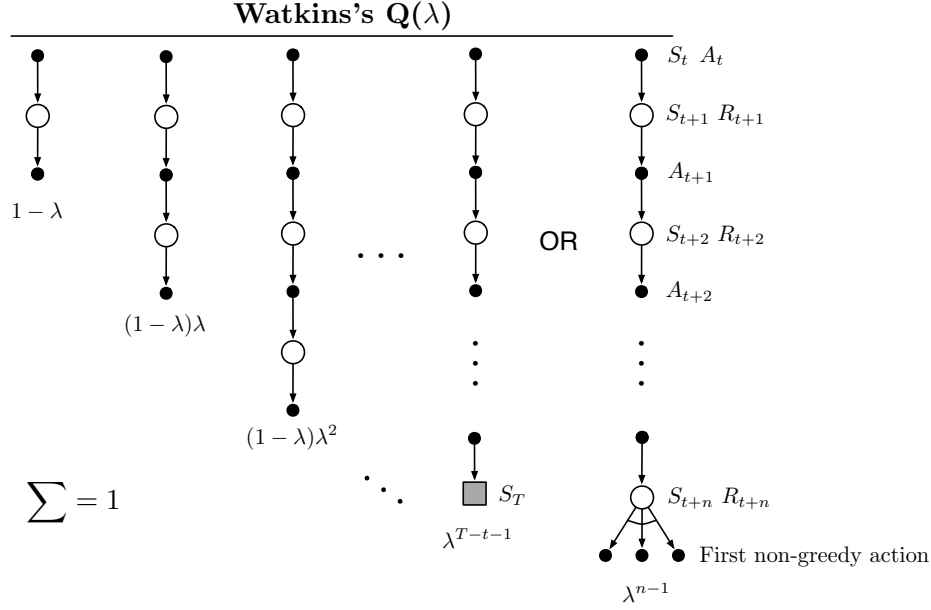 Watkins's Q(λ)
S_t A_t
S_{t+1} R_{t+1}
A_{t+1}
1 − λ
S_{t+2} R_{t+2}
OR
A_{t+2}
(1 − λ)λ
(1 − λ)λ^2
∑ = 1
S_T
S_{t+n} R_{t+n}
λ^{T−t−1}
First non-greedy action
λ^{n−1}